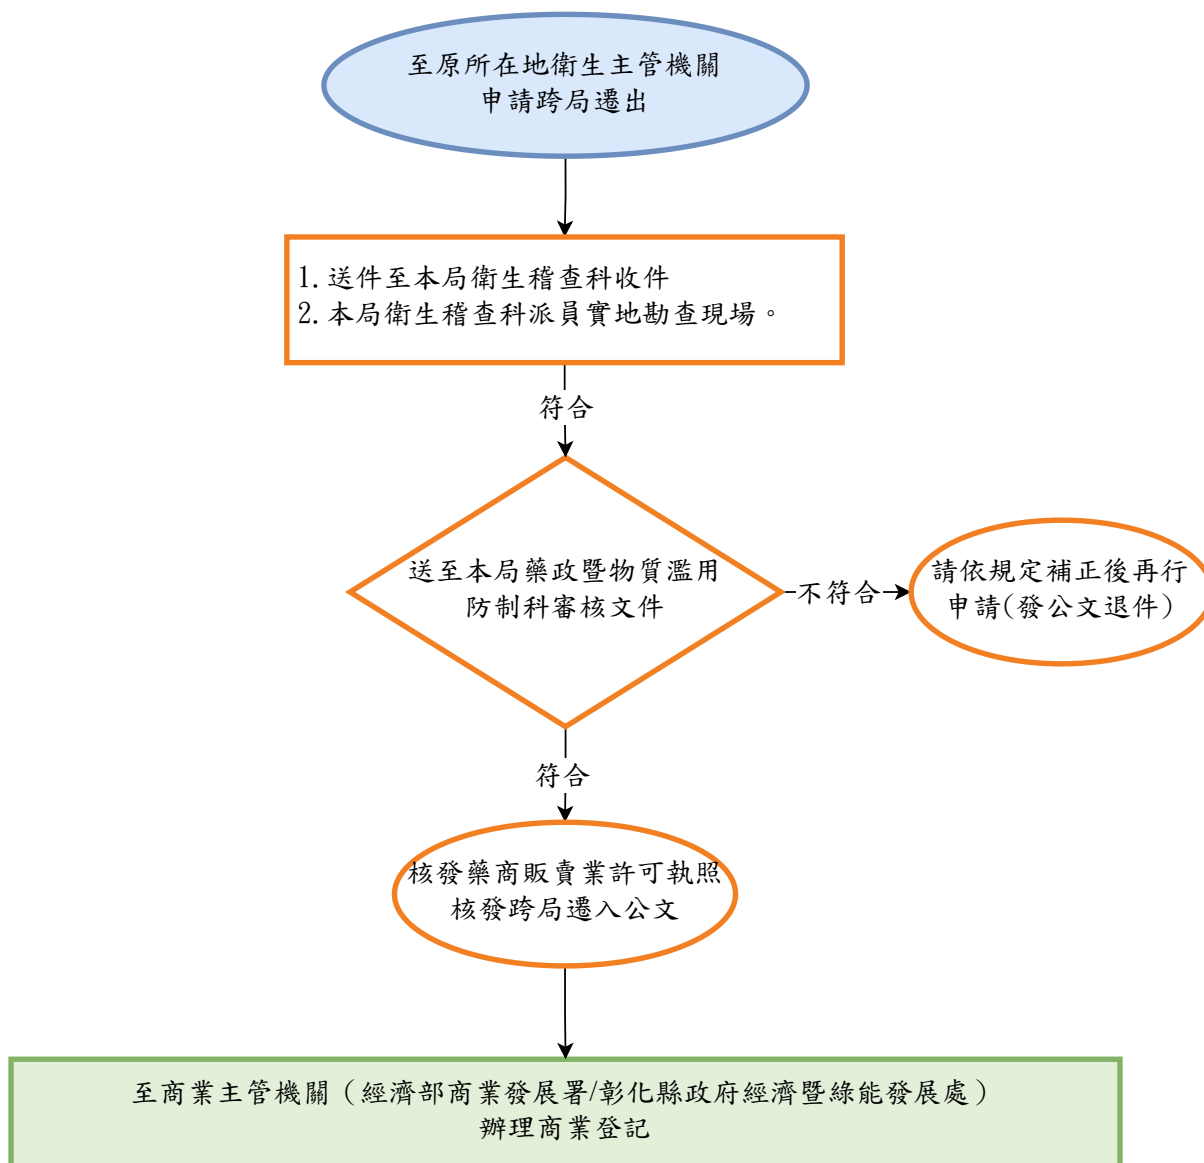 至原所在地衛生主管機關
申請跨局遷出
1. 送件至本局衛生稽查科收件
2. 本局衛生稽查科派員實地勘查現場。
符合
送至本局藥政暨物質濫用
防制科審核文件
不符合
請依規定補正後再行
申請(發公文退件)
符合
核發藥商販賣業許可執照
核發跨局遷入公文
至商業主管機關（經濟部商業發展署/彰化縣政府經濟暨綠能發展處）
辦理商業登記